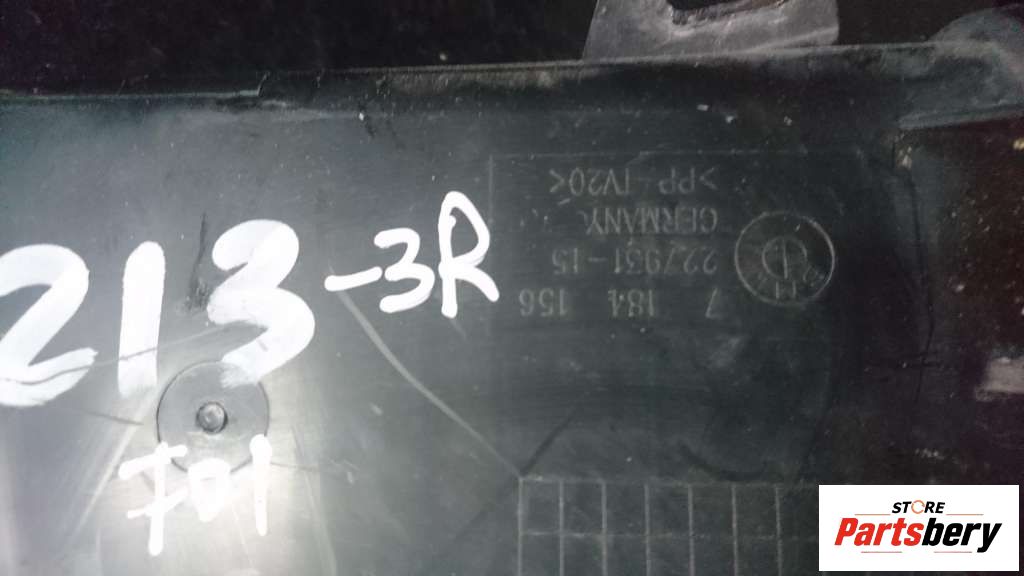 213-3R
F01
7 184 156
227931-15
GERMANY
>PP-TV20<
STORE
Partsbery